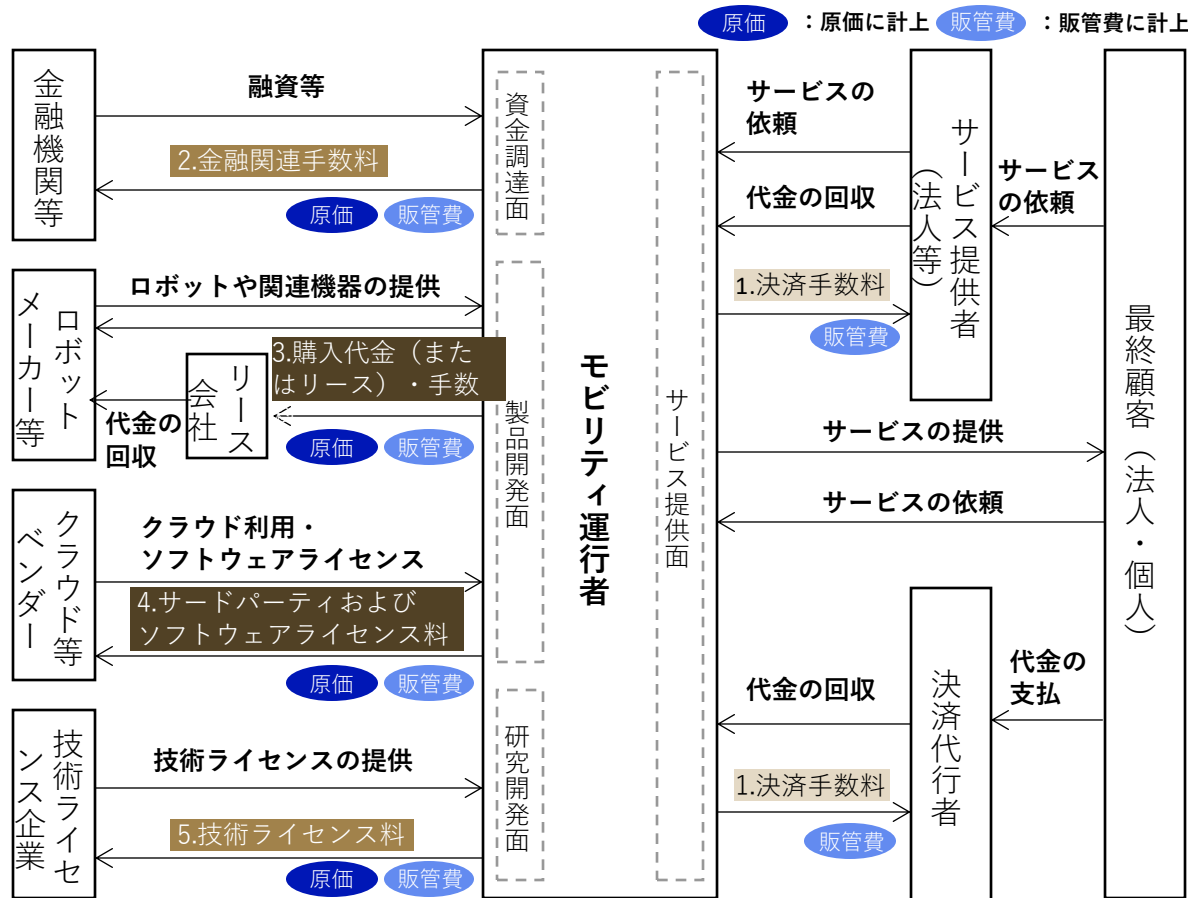 原価 ：原価に計上 販管費 ：販管費に計上
金融機関等
融資等
2.金融関連手数料
原価 販管費
ロボット
メーカー等
ロボットや関連機器の提供
3.購入代金（また
はリース）・手数
リース
会社
代金の
回収
原価 販管費
クラウド等
ベンダー
クラウド利用・
ソフトウェアライセンス
4.サードパーティおよび
ソフトウェアライセンス料
原価 販管費
技術ライセ
ンス企業
技術ライセンスの提供
5.技術ライセンス料
原価 販管費
資金調達面
製品開発面
研究開発面
モビリティ運行者
サービス提供面
サービスの
依頼
代金の回収
1.決済手数料
販管費
サービス提供者
（法人等）
サービス
の依頼
サービスの提供
サービスの依頼
代金の回収
1.決済手数料
販管費
決済代行者
代金の
支払
最終顧客（法人・個人）